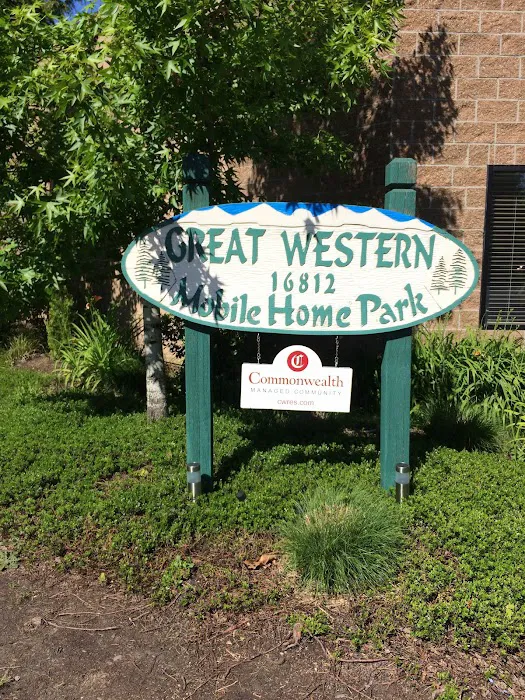 GREAT WESTERN
16812
Mobile Home Park
C
Commonwealth
MANAGED COMMUNITY
cwres.com